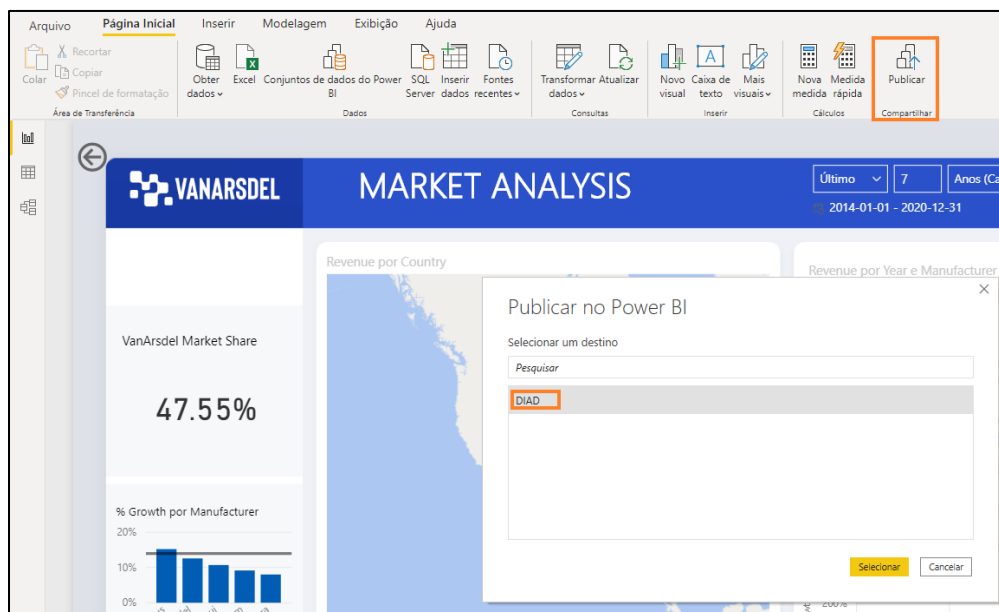 Arquivo Página Inicial Inserir Modelagem Exibição Ajuda
Colar
Recortar
Copiar
Pincel de formatação
Área de Transferência
Obter dados
Excel
Conjuntos de dados do Power BI
SQL Server
Inserir dados
Fontes recentes
Dados
Transformar dados
Atualizar
Consultas
Novo visual
Caixa de texto
Mais visuais
Inserir
Nova medida
Medida rápida
Cálculos
Publicar
Compartilhar
VANARSDEL
MARKET ANALYSIS
Último 7 Anos
2014-01-01 - 2020-12-31
Revenue por Country
Revenue por Year e Manufacturer
VanArsdel Market Share
47.55%
% Growth por Manufacturer
20%
10%
0%
Publicar no Power BI
Selecionar um destino
Pesquisar
DIAD
Selecionar
Cancelar
200%